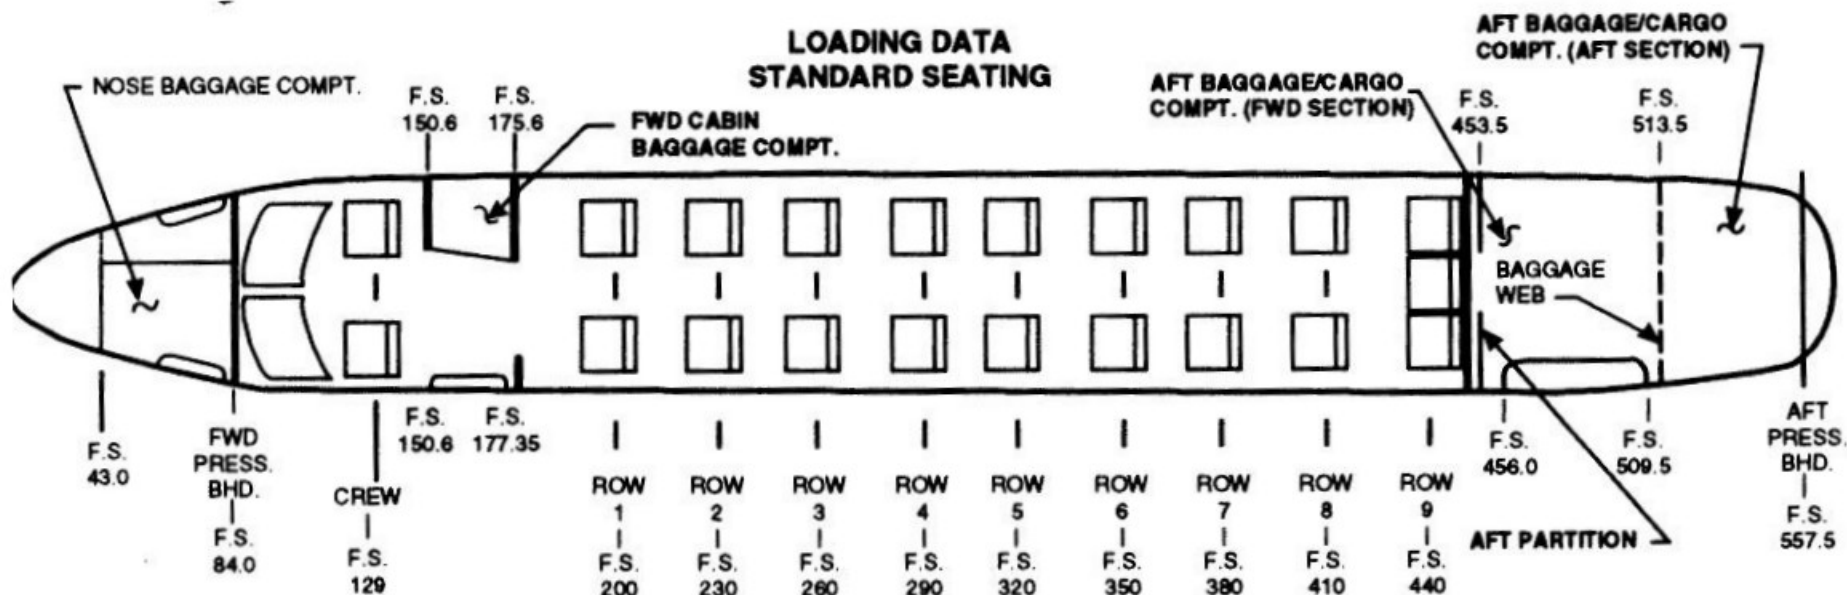 LOADING DATA
STANDARD SEATING
NOSE BAGGAGE COMPT.
F.S.
150.6
F.S.
175.6
FWD CABIN
BAGGAGE COMPT.
AFT BAGGAGE/CARGO
COMPT. (FWD SECTION)
AFT BAGGAGE/CARGO
COMPT. (AFT SECTION)
F.S.
453.5
F.S.
513.5
BAGGAGE
WEB
F.S.
43.0
FWD
PRESS.
BHD.
F.S.
84.0
CREW
F.S.
129
F.S.
150.6
F.S.
177.35
ROW
1
F.S.
200
ROW
2
F.S.
230
ROW
3
F.S.
260
ROW
4
F.S.
290
ROW
5
F.S.
320
ROW
6
F.S.
350
ROW
7
F.S.
380
ROW
8
F.S.
410
ROW
9
F.S.
440
F.S.
456.0
F.S.
509.5
AFT PARTITION
AFT
PRESS.
BHD.
F.S.
557.5